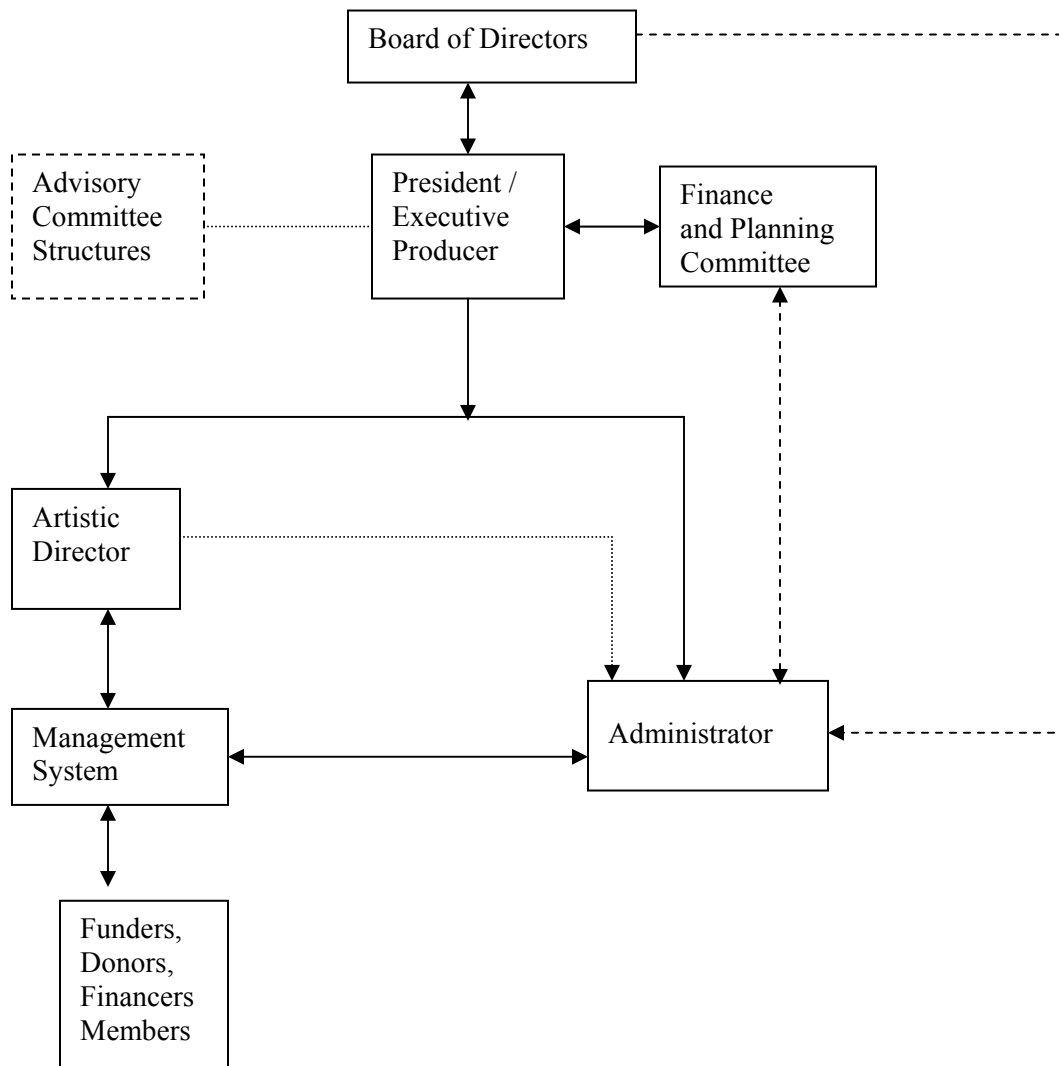 Board of Directors
Advisory
Committee
Structures
President /
Executive
Producer
Finance
and Planning
Committee
Artistic
Director
Administrator
Management
System
Funders,
Donors,
Financers
Members